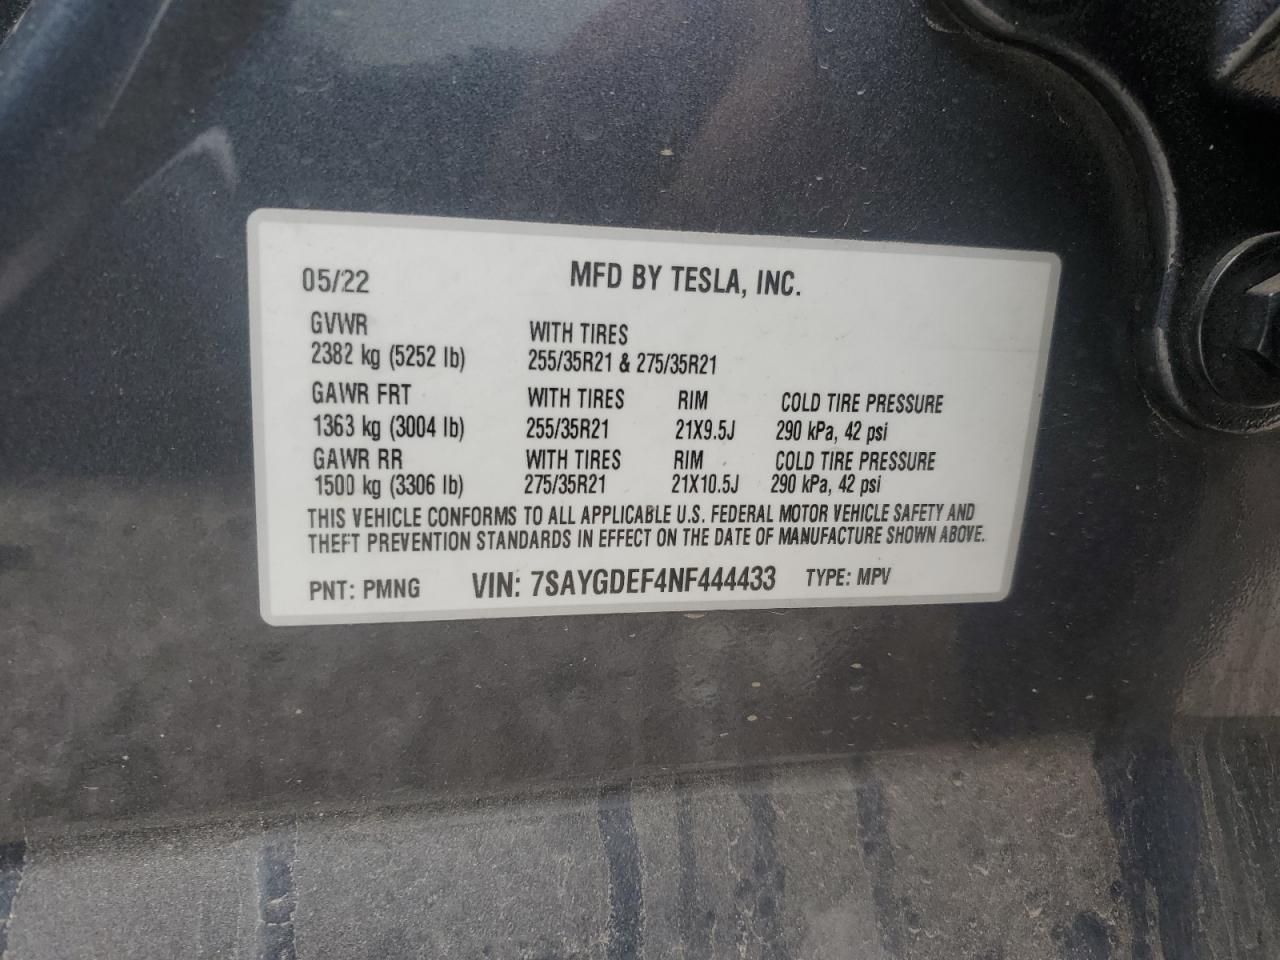 05/22 MFD BY TESLA, INC.
GVWR WITH TIRES
2382 kg (5252 lb) 255/35R21 & 275/35R21
GAWR FRT WITH TIRES RIM COLD TIRE PRESSURE
1363 kg (3004 lb) 255/35R21 21X9.5J 290 kPa, 42 psi
GAWR RR WITH TIRES RIM COLD TIRE PRESSURE
1500 kg (3306 lb) 275/35R21 21X10.5J 290 kPa, 42 psi
THIS VEHICLE CONFORMS TO ALL APPLICABLE U.S. FEDERAL MOTOR VEHICLE SAFETY AND
THEFT PREVENTION STANDARDS IN EFFECT ON THE DATE OF MANUFACTURE SHOWN ABOVE.
PNT: PMNG VIN: 7SAYGDEF4NF444433 TYPE: MPV